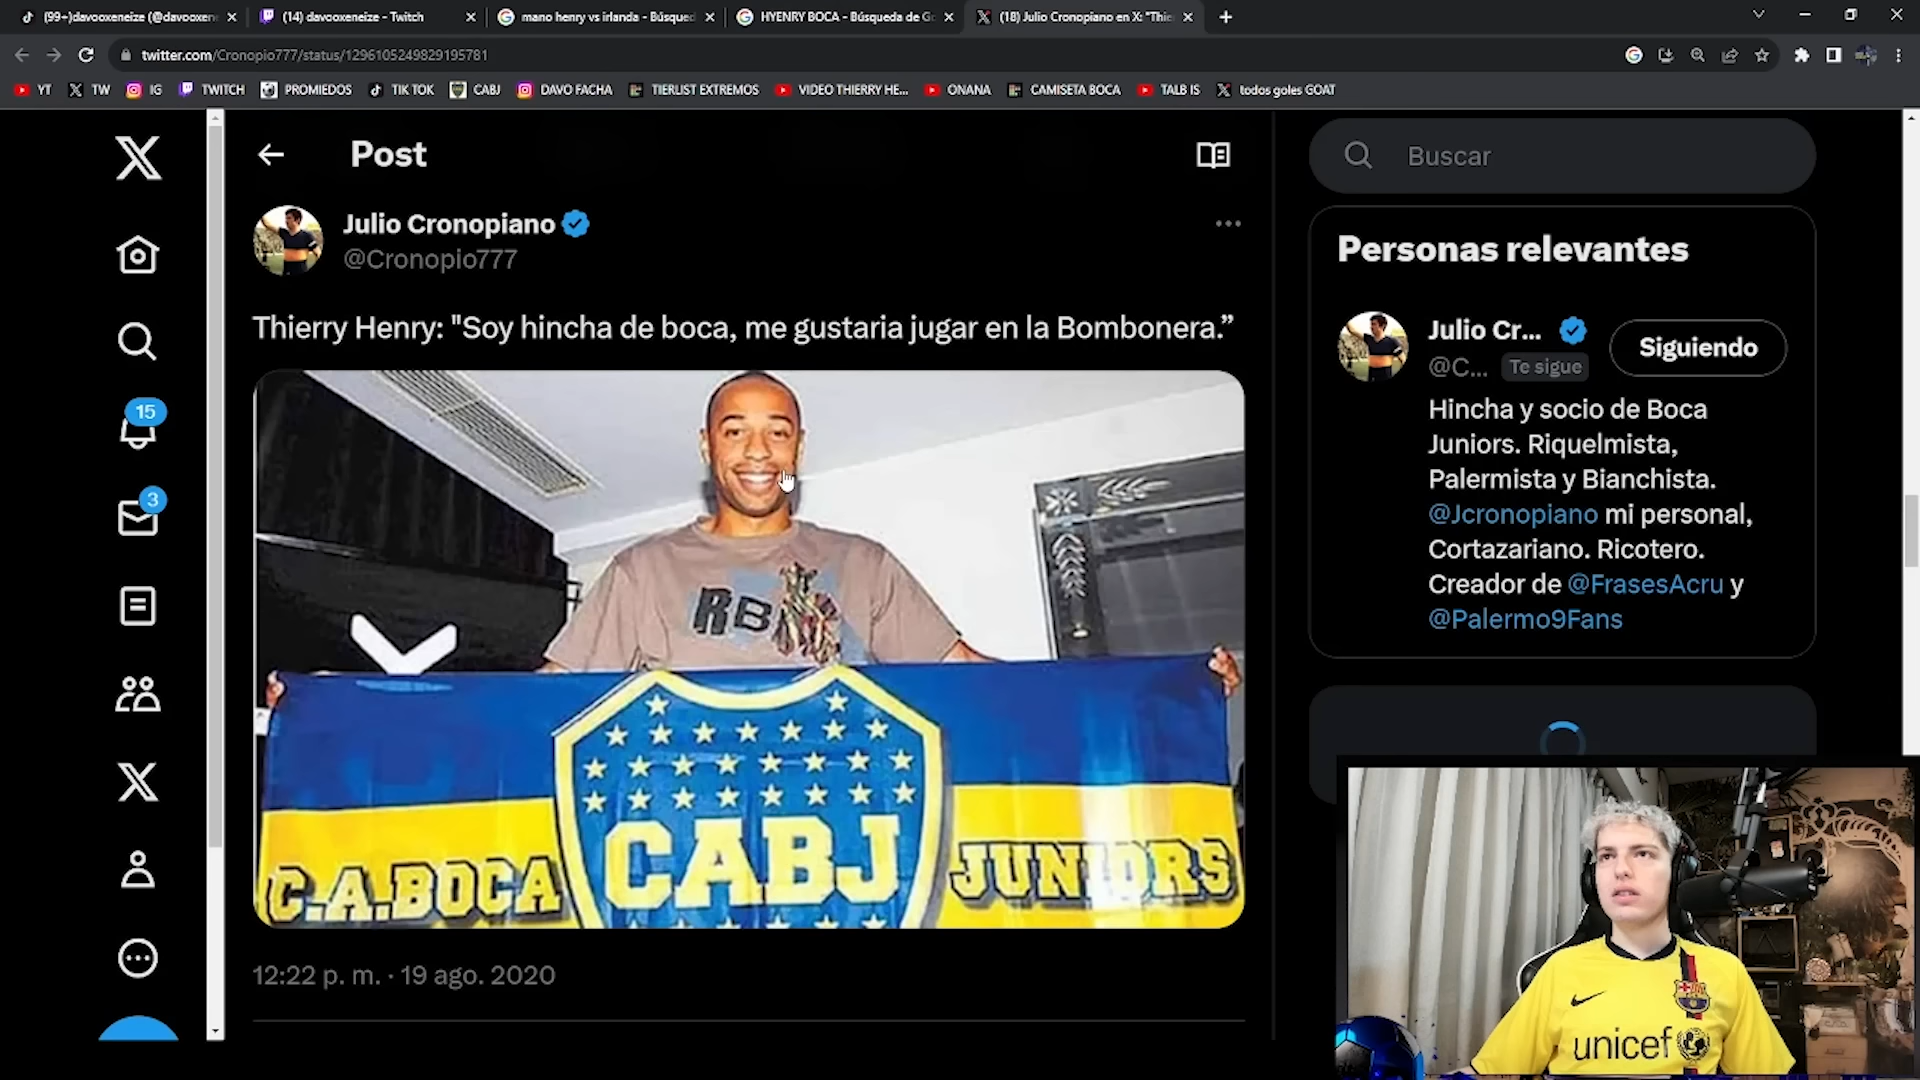 (99+)davooxeneize (@davooxen
(14) davooxeneize - Twitch
mano henry vs irlanda - Búsqued
HYENRY BOCA - Búsqueda de Go
(18) Julio Cronopiano en X: "Thie
twitter.com/Cronopio777/status/1296105249829195781
YT
TW
IG
TWITCH
PROMIEDOS
TIK TOK
CABJ
DAVO FACHA
TIERLIST EXTREMOS
VIDEO THIERRY HE...
ONANA
CAMISETA BOCA
TALB IS
todos goles GOAT
Post
Buscar
Julio Cronopiano
@Cronopio777
Thierry Henry: "Soy hincha de boca, me gustaria jugar en la Bombonera.”
RB
C.A.BOCA
CABJ
JUNIORS
12:22 p. m. · 19 ago. 2020
15
3
Personas relevantes
Julio Cr...
@C...
Te sigue
Siguiendo
Hincha y socio de Boca
Juniors. Riquelmista,
Palermista y Bianchista.
@Jcronopiano mi personal,
Cortazariano. Ricotero.
Creador de @FrasesAcru y
@Palermo9Fans
unicef